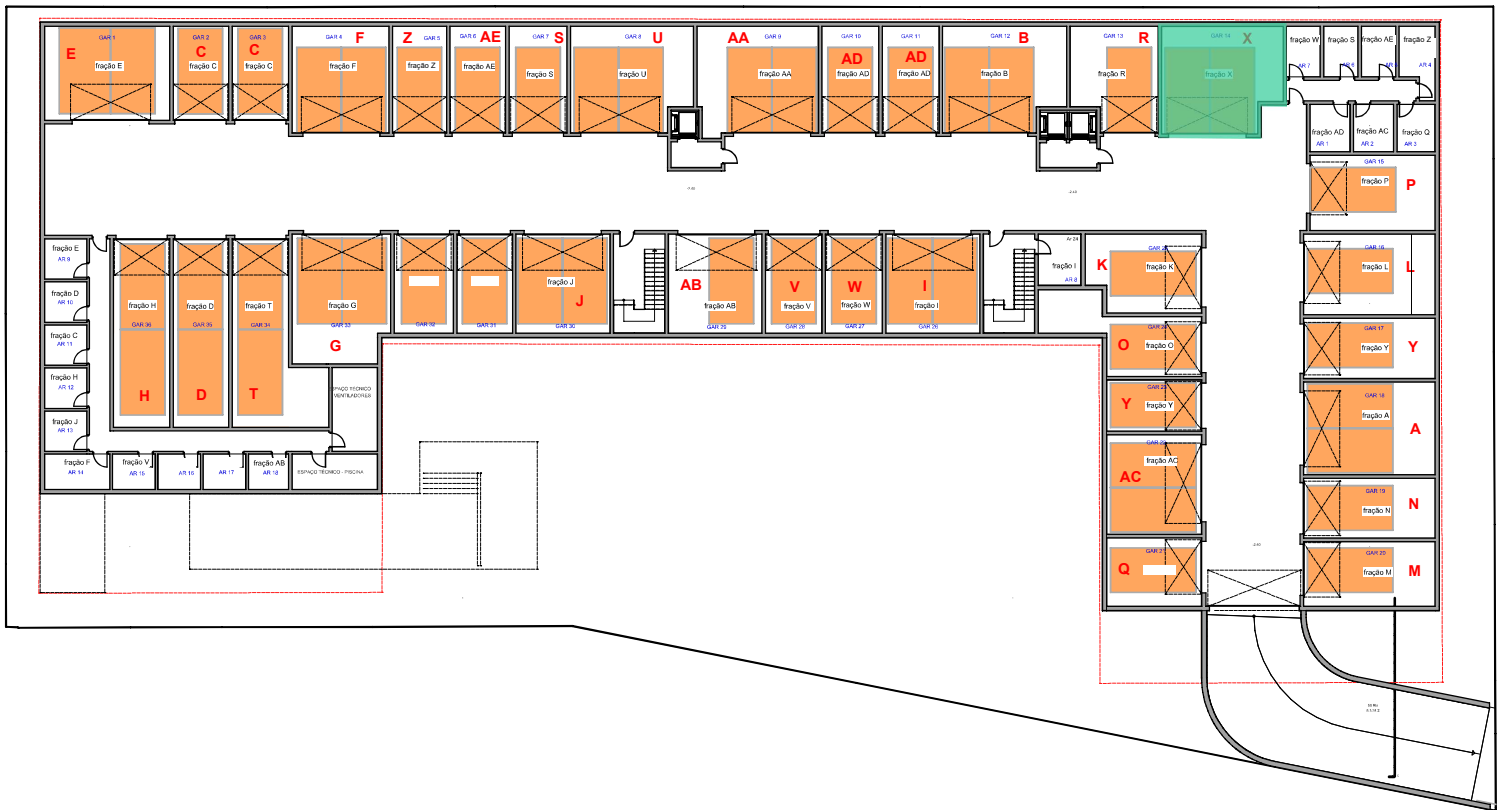 GAR 1
E
fração E
GAR 2
C
fração C
GAR 3
C
fração C
GAR 4
F
fração F
Z
GAR 5
fração Z
GAR 6
AE
fração AE
GAR 7
S
fração S
GAR 8
U
fração U
AA
GAR 9
fração AA
GAR 10
AD
fração AD
GAR 11
AD
fração AD
GAR 12
B
fração B
GAR 13
R
fração R
GAR 14
X
fração X
fração W
AR 7
fração S
AR 6
fração AE
fração Z
AR 4
fração AD
AR 1
fração AC
AR 2
fração Q
AR 3
GAR 15
fração P
P
GAR 16
fração L
L
GAR 17
fração Y
Y
GAR 18
fração A
A
GAR 19
fração N
N
GAR 20
fração M
M
fração E
AR 9
fração D
AR 10
fração C
AR 11
fração H
AR 12
fração J
AR 13
fração F
AR 14
fração V
AR 15
AR 16
AR 17
fração AB
AR 18
ESPAÇO TÉCNICO - PISCINA
VENTILADORES
fração H
GAR 36
H
fração D
GAR 35
D
fração T
GAR 34
T
fração G
GAR 33
G
GAR 32
GAR 31
fração J
J
GAR 30
AB
fração AB
GAR 29
V
fração V
GAR 28
W
fração W
GAR 27
I
fração I
GAR 26
Ar 24
fração I
AR 8
K
fração K
O
fração O
Y
fração Y
AC
fração AC
Q
GAR 21